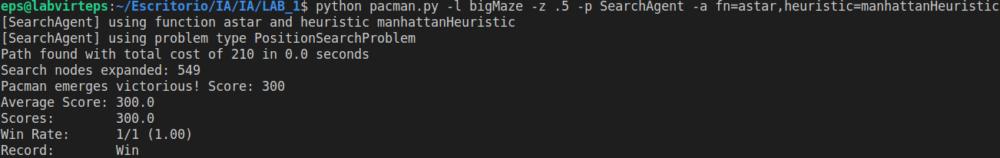 eps@labvirteps:~/Escritorio/IA/IA/LAB_1$ python pacman.py -l bigMaze -z .5 -p SearchAgent -a fn=astar,heuristic=manhattanHeuristic
[SearchAgent] using function astar and heuristic manhattanHeuristic
[SearchAgent] using problem type PositionSearchProblem
Path found with total cost of 210 in 0.0 seconds
Search nodes expanded: 549
Pacman emerges victorious! Score: 300
Average Score: 300.0
Scores:        300.0
Win Rate:      1/1 (1.00)
Record:        Win